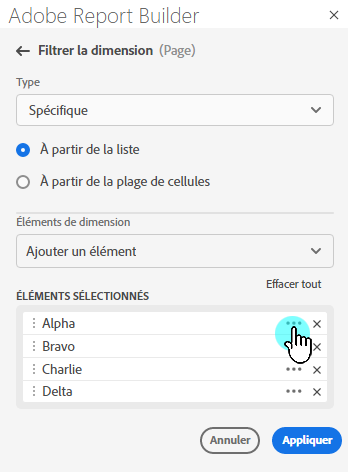 Adobe Report Builder
Filtrer la dimension (Page)
Type
Spécifique
À partir de la liste
À partir de la plage de cellules
Éléments de dimension
Ajouter un élément
Effacer tout
ÉLÉMENTS SÉLECTIONNÉS
Alpha
Bravo
Charlie
Delta
Annuler Appliquer